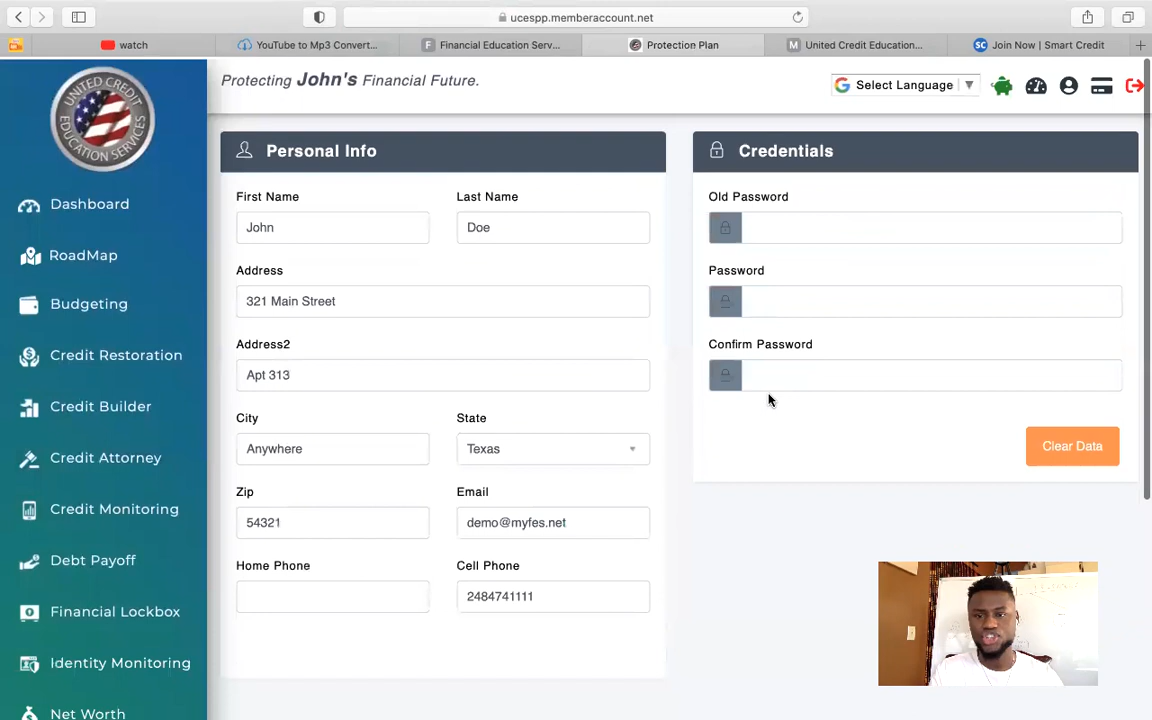 ucespp.memberaccount.net
watch
YouTube to Mp3 Convert...
Financial Education Serv...
Protection Plan
United Credit Education...
Join Now | Smart Credit
UNITED CREDIT
EDUCATION SERVICES
Protecting John's Financial Future.
Select Language
Dashboard
RoadMap
Budgeting
Credit Restoration
Credit Builder
Credit Attorney
Credit Monitoring
Debt Payoff
Financial Lockbox
Identity Monitoring
Net Worth
Personal Info
First Name
Last Name
John
Doe
Address
321 Main Street
Address2
Apt 313
City
State
Anywhere
Texas
Zip
Email
54321
demo@myfes.net
Home Phone
Cell Phone
2484741111
Credentials
Old Password
Password
Confirm Password
Clear Data